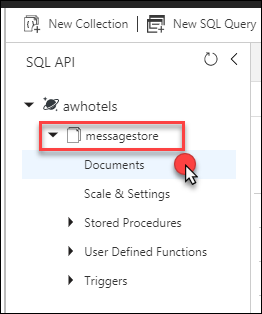 New Collection New SQL Query
SQL API
awhotels
messagestore
Documents
Scale & Settings
Stored Procedures
User Defined Functions
Triggers